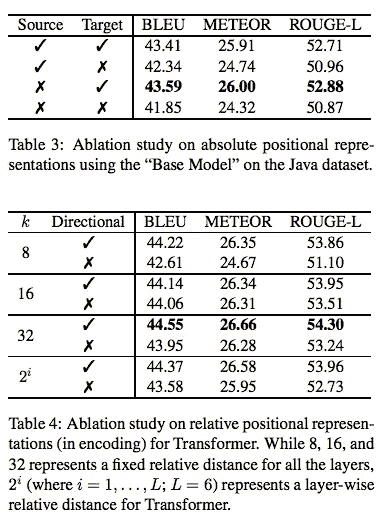 Source Target BLEU METEOR ROUGE-L
✓ ✓ 43.41 25.91 52.71
✓ ✗ 42.34 24.74 50.96
✗ ✓ 43.59 26.00 52.88
✗ ✗ 41.85 24.32 50.87
Table 3: Ablation study on absolute positional repre-
sentations using the “Base Model” on the Java dataset.
k Directional BLEU METEOR ROUGE-L
8 ✓ 44.22 26.35 53.86
✗ 42.61 24.67 51.10
16 ✓ 44.14 26.34 53.95
✗ 44.06 26.31 53.51
32 ✓ 44.55 26.66 54.30
✗ 43.95 26.28 53.24
2^i ✓ 44.37 26.58 53.96
✗ 43.58 25.95 52.73
Table 4: Ablation study on relative positional represen-
tations (in encoding) for Transformer. While 8, 16, and
32 represents a fixed relative distance for all the layers,
2^i (where i = 1, . . . , L; L = 6) represents a layer-wise
relative distance for Transformer.